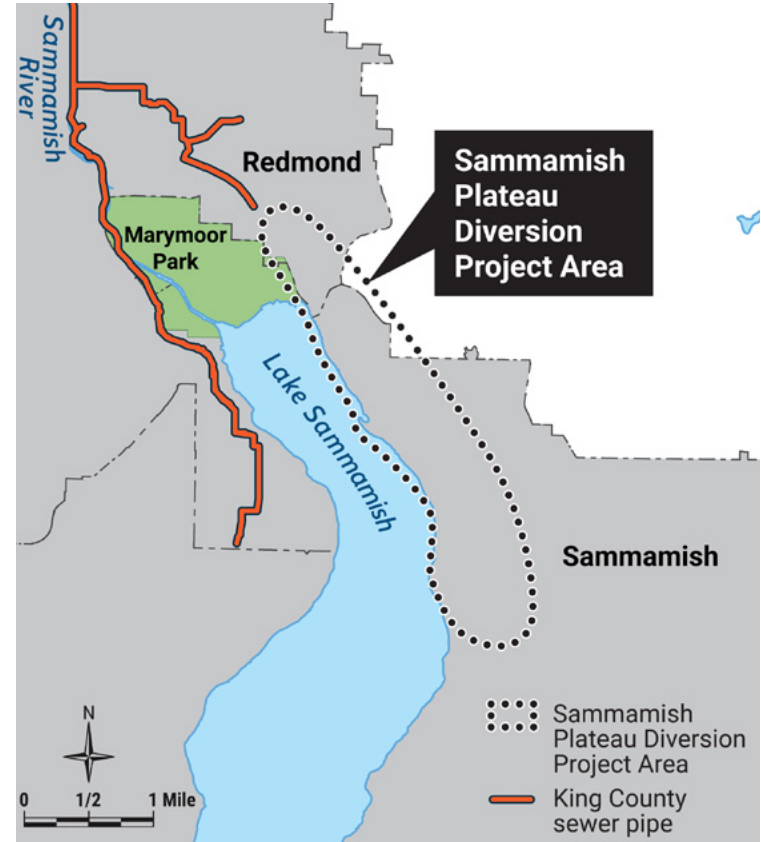 Sammamish
River
Redmond
Sammamish
Plateau
Diversion
Project Area
Marymoor
Park
Lake Sammamish
Sammamish
N
0 1/2 1 Mile
Sammamish
Plateau Diversion
Project Area
King County
sewer pipe